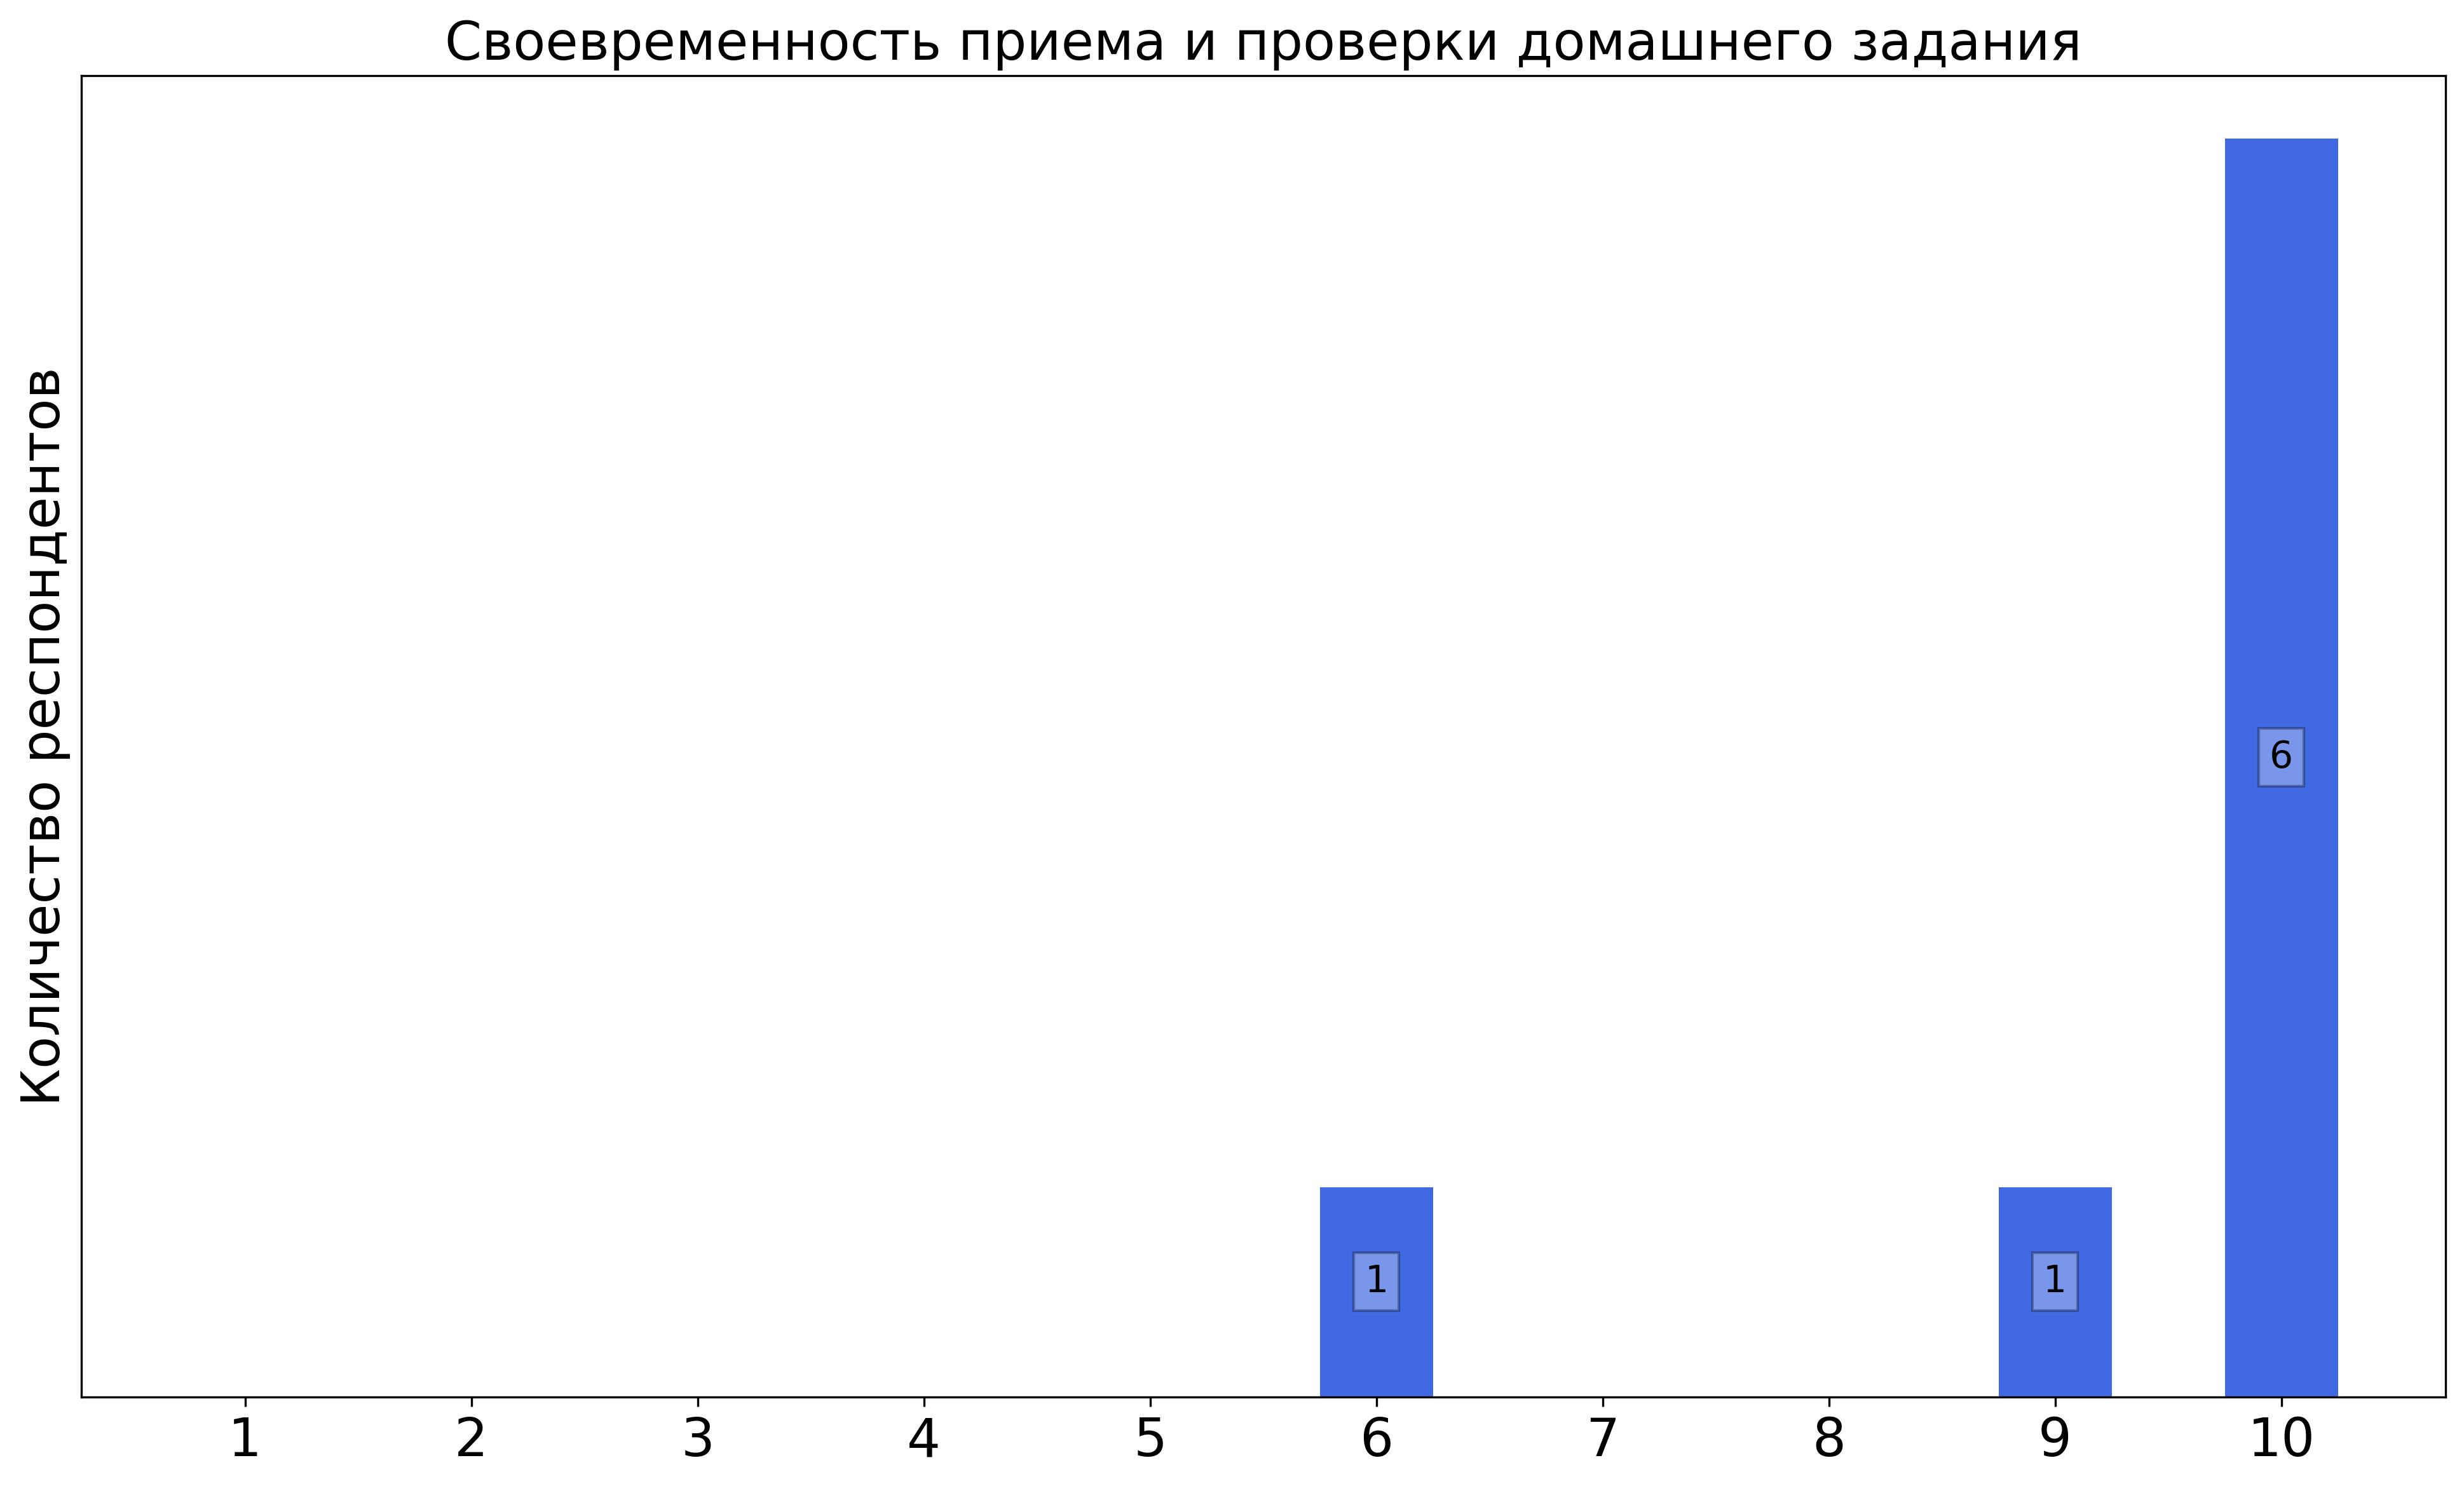 Своевременность приема и проверки домашнего задания
Количество респондентов
6
1
1
1 2 3 4 5 6 7 8 9 10